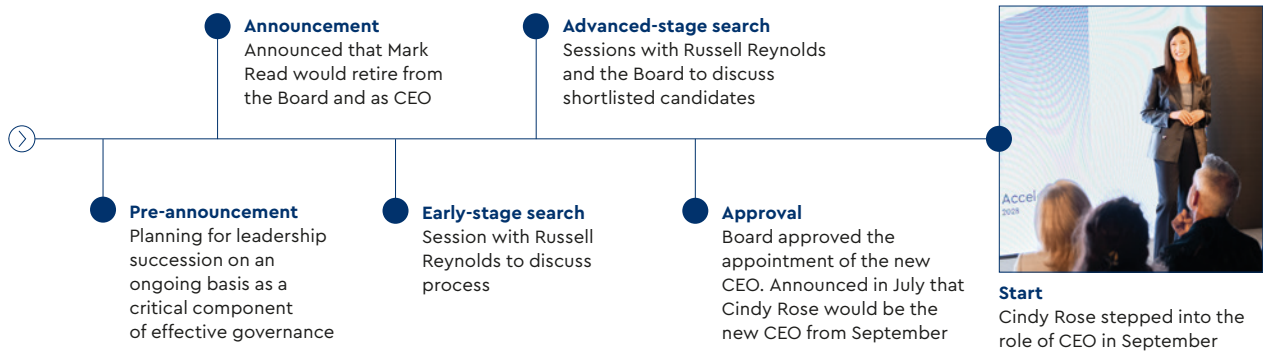 Announcement
Announced that Mark
Read would retire from
the Board and as CEO
Advanced-stage search
Sessions with Russell Reynolds
and the Board to discuss
shortlisted candidates
Pre-announcement
Planning for leadership
succession on an
ongoing basis as a
critical component
of effective governance
Early-stage search
Session with Russell
Reynolds to discuss
process
Approval
Board approved the
appointment of the new
CEO. Announced in July that
Cindy Rose would be the
new CEO from September
Accel
2025
Start
Cindy Rose stepped into the
role of CEO in September